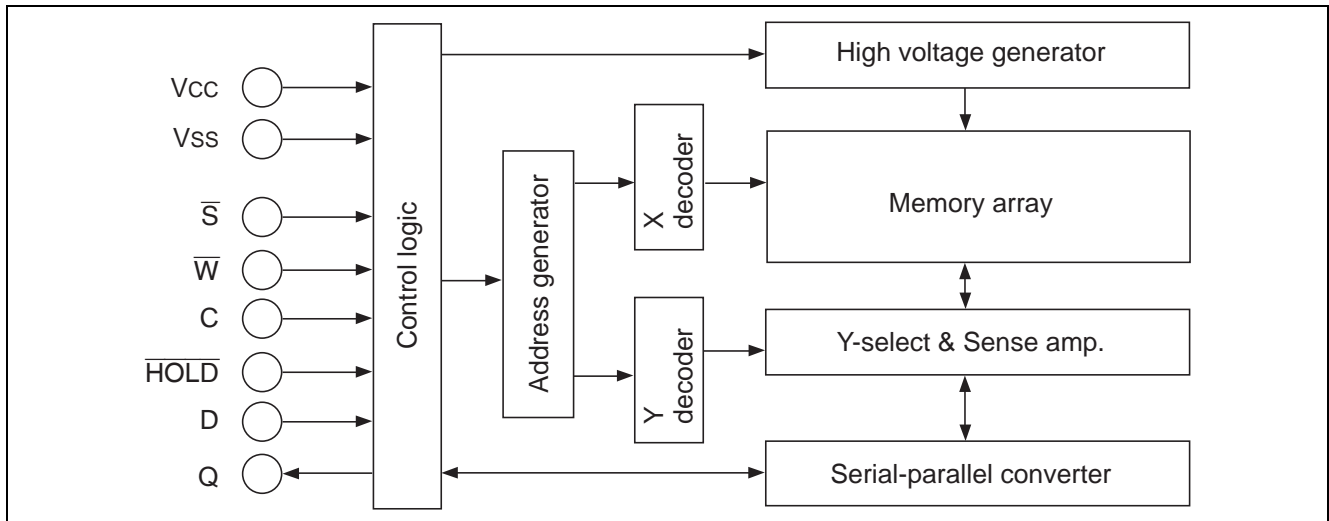 VCC
VSS
S̅
W̅
C
H̅O̅L̅D̅
D
Q
Control logic
Address generator
X
decoder
Y
decoder
High voltage generator
Memory array
Y-select & Sense amp.
Serial-parallel converter